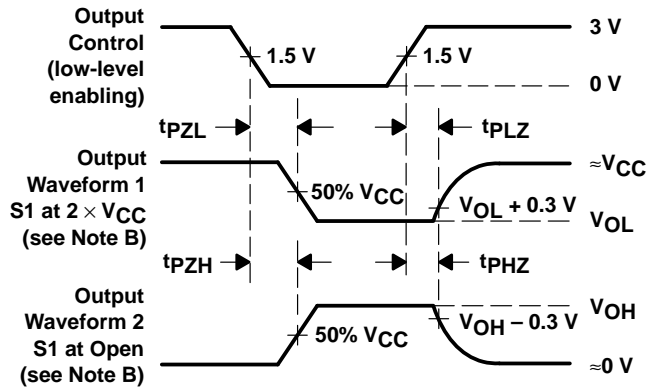 Output
Control
(low-level
enabling)
1.5 V
1.5 V
3 V
0 V
tPZL
tPLZ
Output
Waveform 1
S1 at 2 × VCC
(see Note B)
50% VCC
VOL + 0.3 V
≈VCC
VOL
tPZH
tPHZ
Output
Waveform 2
S1 at Open
(see Note B)
50% VCC
VOH − 0.3 V
VOH
≈0 V